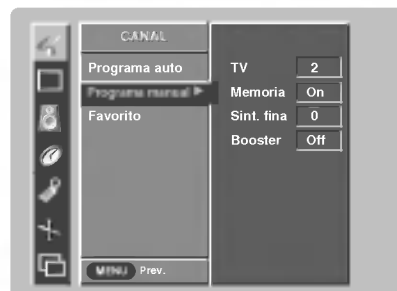 CANAL
Programa auto
Programa manual
Favorito
TV 2
Memoria On
Sint. fina 0
Booster Off
MENU Prev.